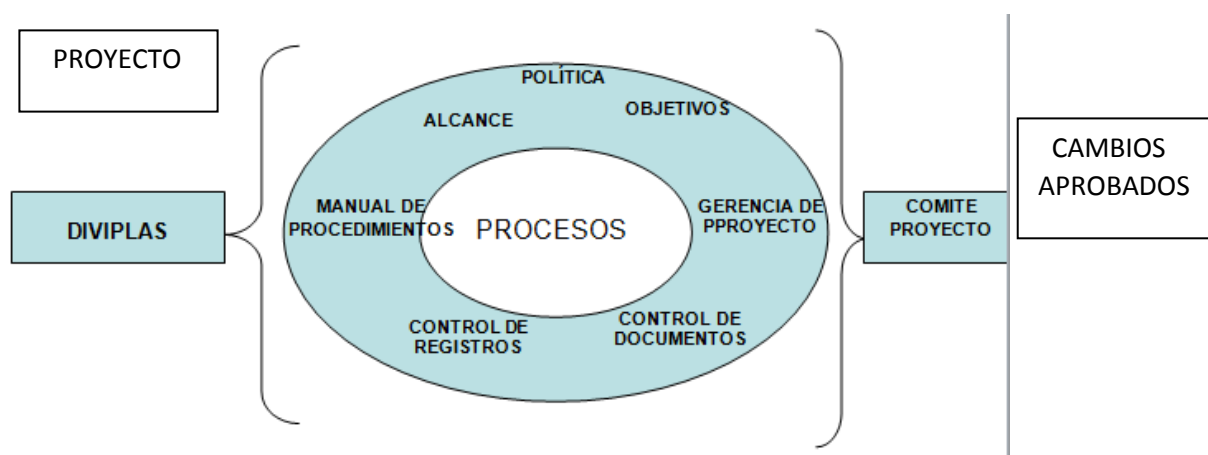 PROYECTO
DIVIPLAS
POLÍTICA
OBJETIVOS
ALCANCE
MANUAL DE
PROCEDIMIENTOS
PROCESOS
GERENCIA DE
PPROYECTO
CONTROL DE
REGISTROS
CONTROL DE
DOCUMENTOS
COMITE
PROYECTO
CAMBIOS
APROBADOS